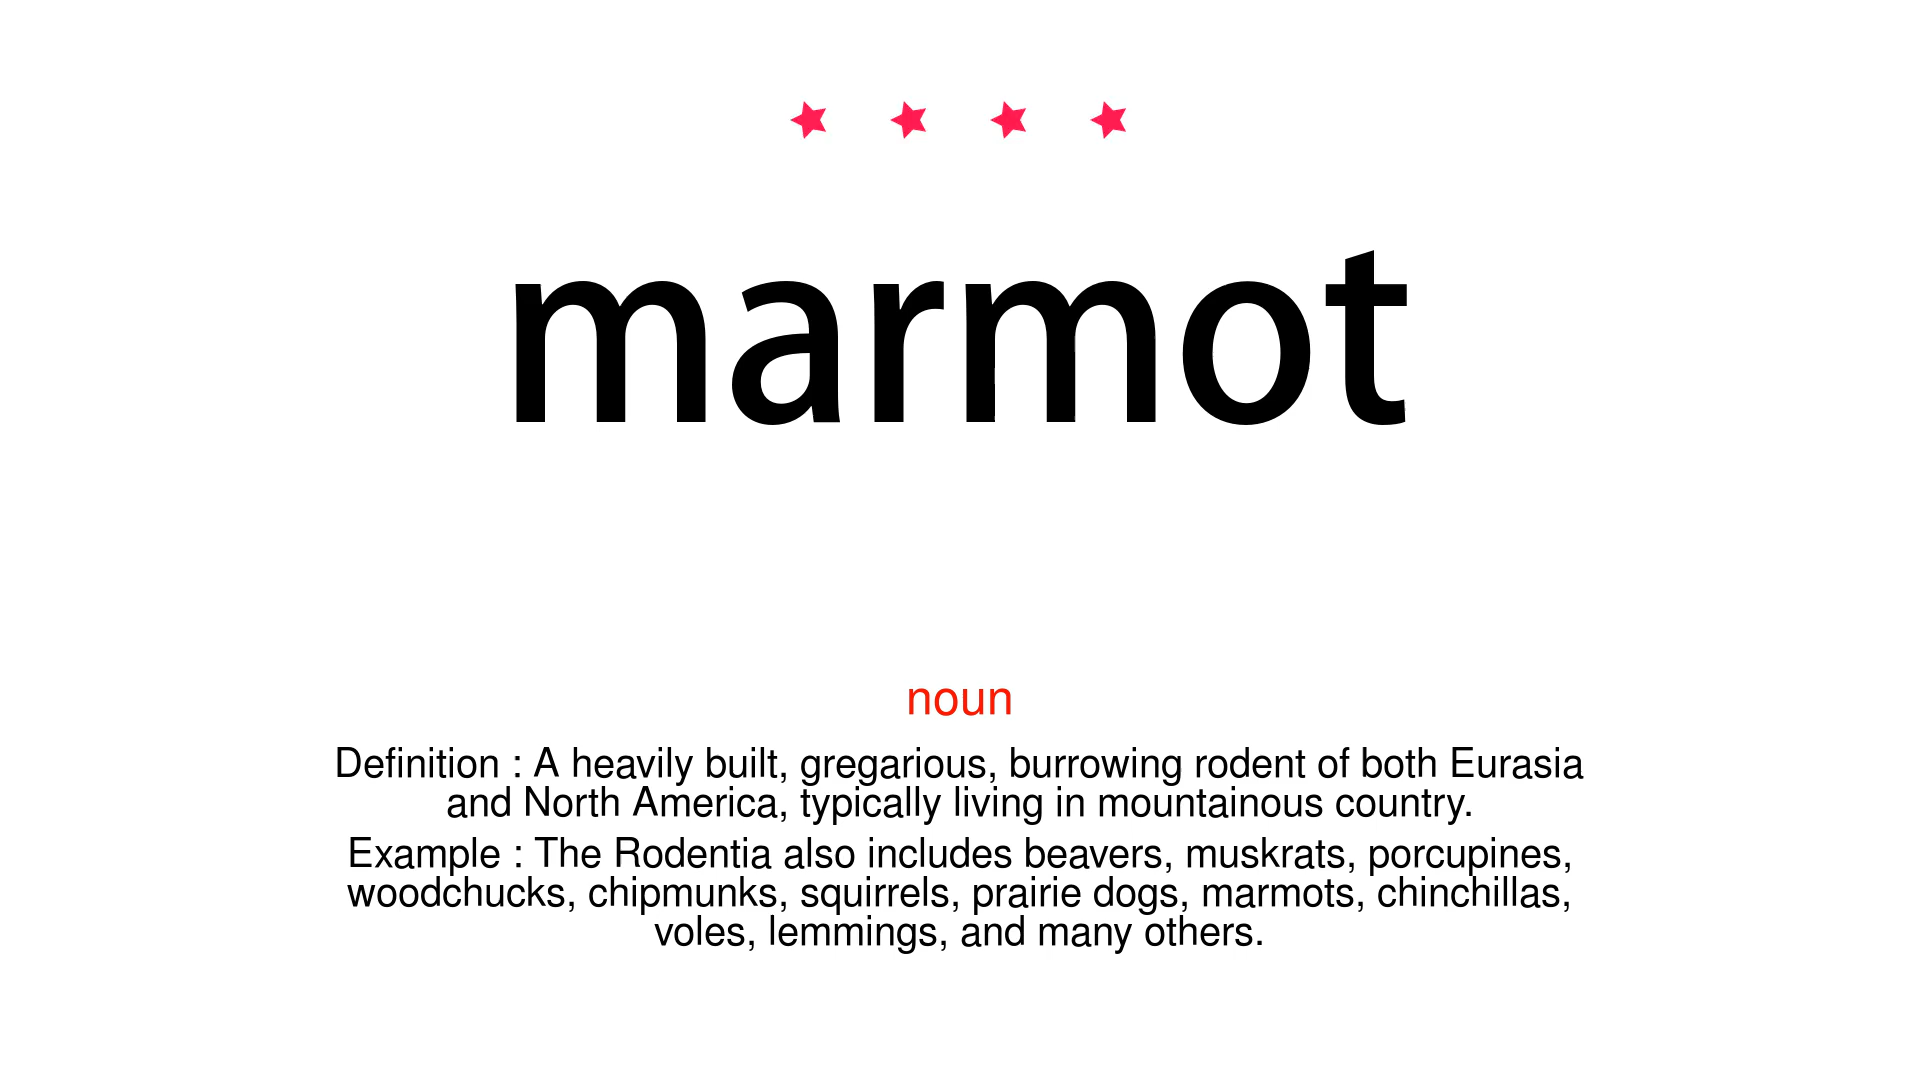 marmot
noun
Definition : A heavily built, gregarious, burrowing rodent of both Eurasia
and North America, typically living in mountainous country.
Example : The Rodentia also includes beavers, muskrats, porcupines,
woodchucks, chipmunks, squirrels, prairie dogs, marmots, chinchillas,
voles, lemmings, and many others.